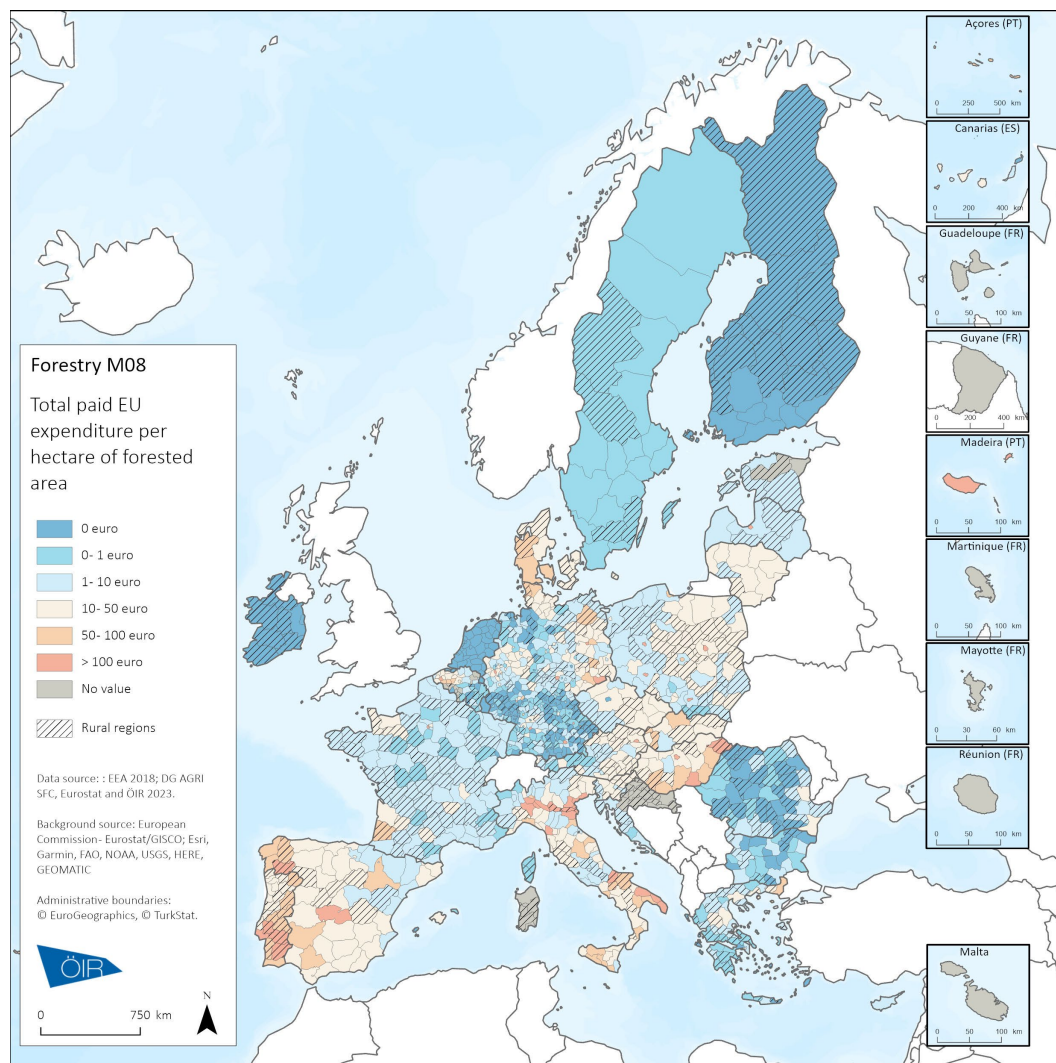 Forestry M08
Total paid EU
expenditure per
hectare of forested
area
0 euro
0- 1 euro
1- 10 euro
10- 50 euro
50- 100 euro
> 100 euro
No value
Rural regions
Data source: : EEA 2018; DG AGRI
SFC, Eurostat and ÖIR 2023.
Background source: European
Commission- Eurostat/GISCO; Esri,
Garmin, FAO, NOAA, USGS, HERE,
GEOMATIC
Administrative boundaries:
© EuroGeographics, © TurkStat.
ÖIR
N
0 750 km
Açores (PT)
0 250 500 km
Canarias (ES)
0 200 400 km
Guadeloupe (FR)
0 50 100 km
Guyane (FR)
0 200 400 km
Madeira (PT)
0 50 100 km
Martinique (FR)
0 50 100 km
Mayotte (FR)
0 30 60 km
Réunion (FR)
0 50 100 km
Malta
0 50 100 km